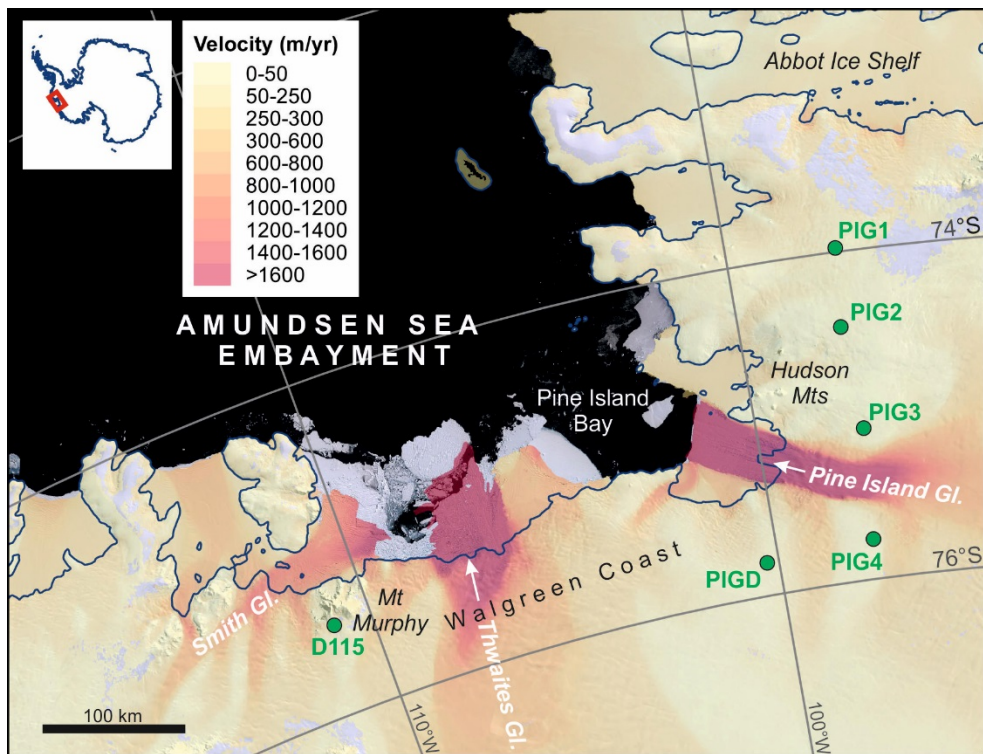 Velocity (m/yr)
0-50
50-250
250-300
300-600
600-800
800-1000
1000-1200
1200-1400
1400-1600
>1600
Abbot Ice Shelf
PIG1
74°S
PIG2
AMUNDSEN SEA
EMBAYMENT
Hudson
Mts
Pine Island
Bay
PIG3
Pine Island Gl.
PIG4
76°S
PIGD
Walgreen Coast
Mt
Murphy
Smith Gl.
D115
Thwaites Gl.
100 km
110°W
100°W